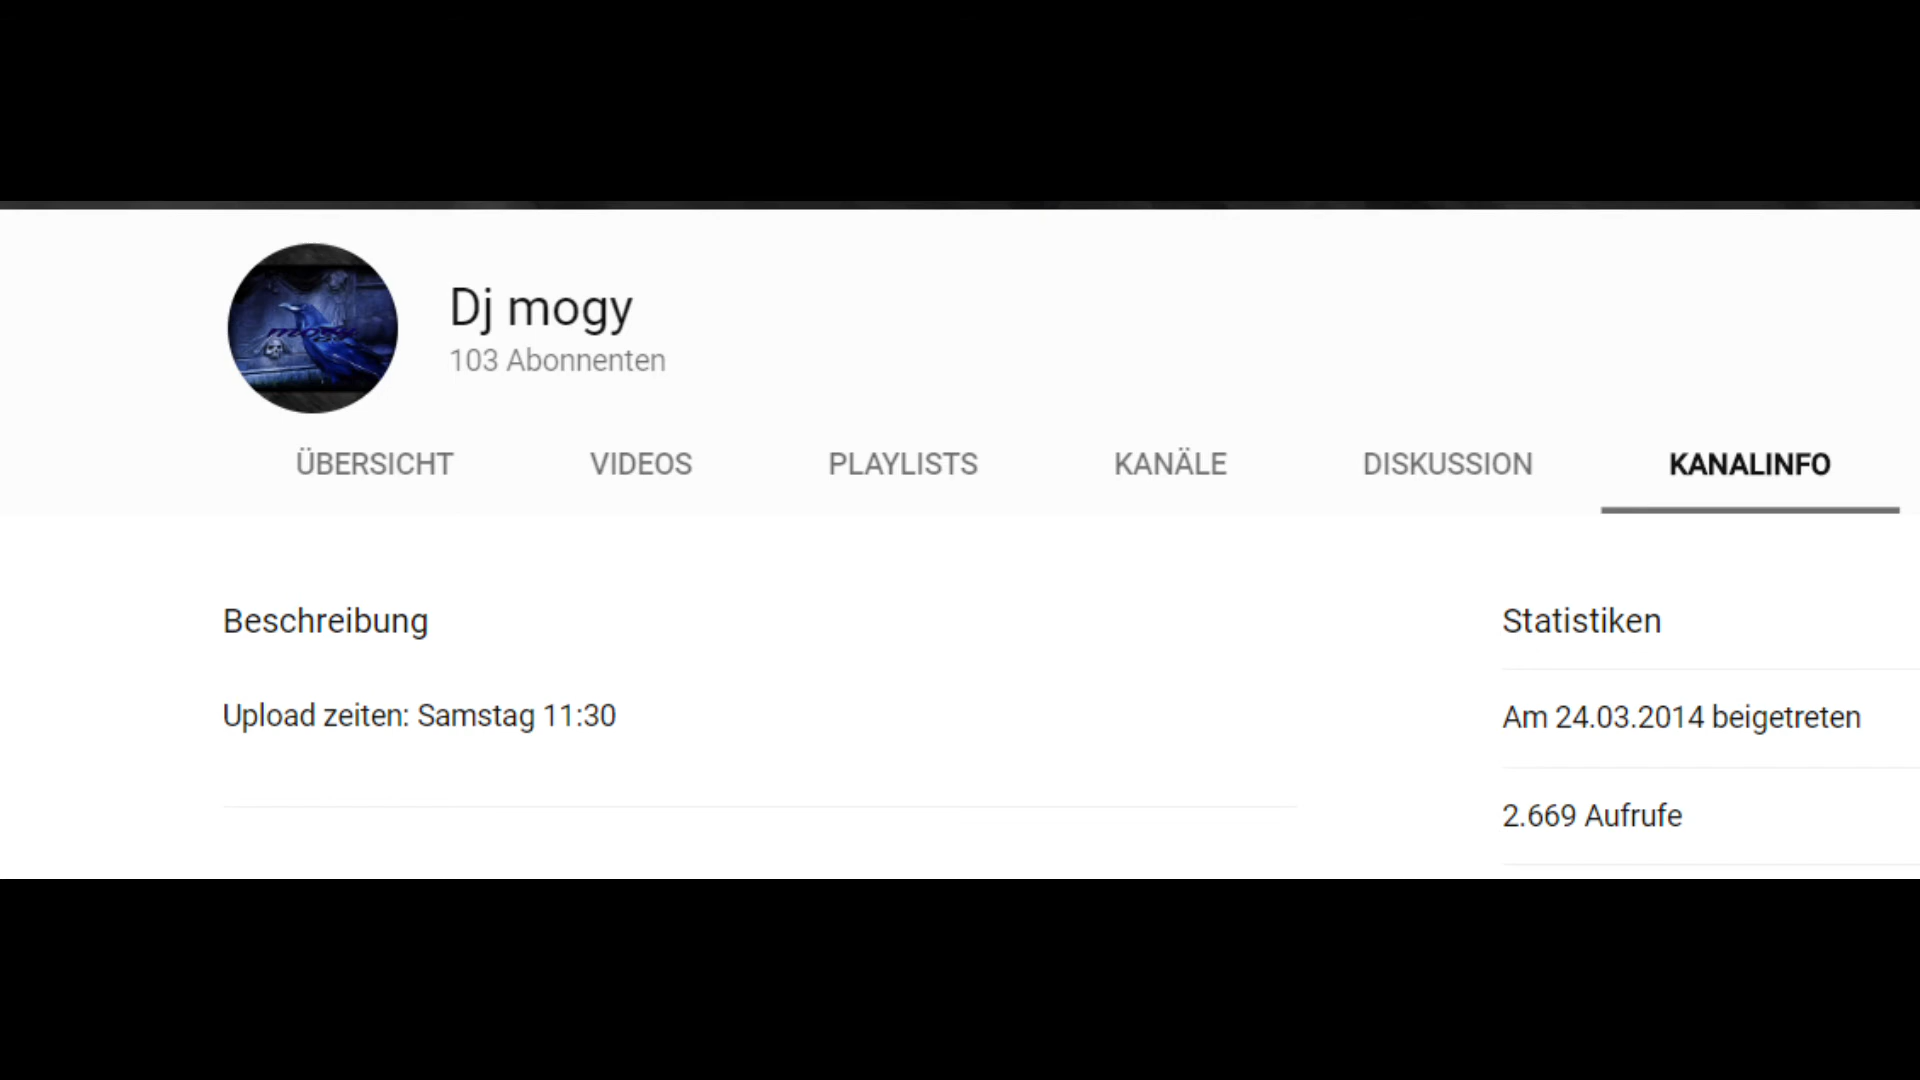 Dj mogy
103 Abonnenten
ÜBERSICHT VIDEOS PLAYLISTS KANÄLE DISKUSSION KANALINFO
Beschreibung
Upload zeiten: Samstag 11:30
Statistiken
Am 24.03.2014 beigetreten
2.669 Aufrufe